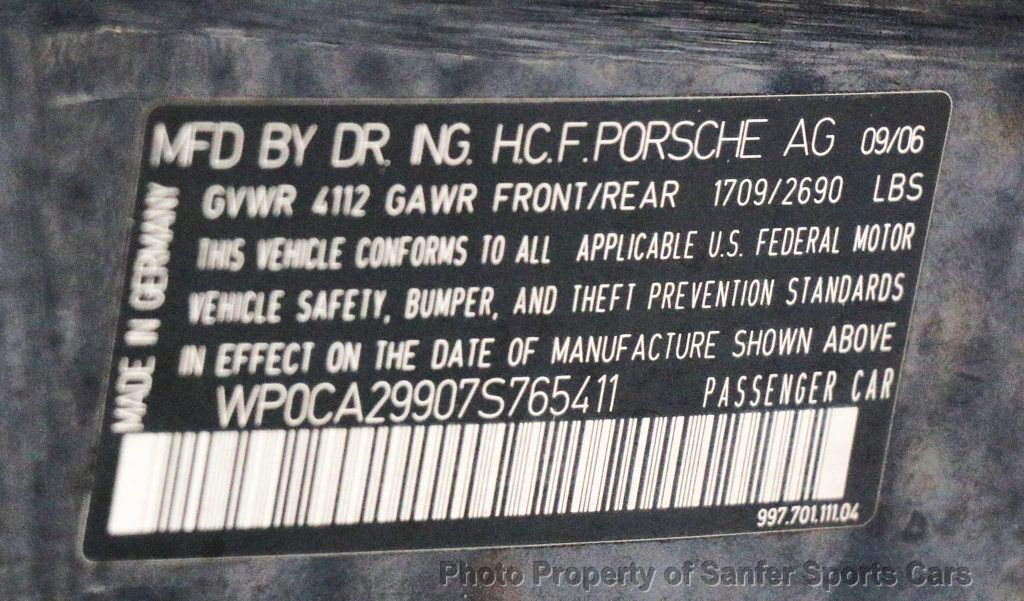 MFD BY DR. ING. H.C.F. PORSCHE AG 09/06
GVWR 4112 GAWR FRONT/REAR 1709/2690 LBS
THIS VEHICLE CONFORMS TO ALL APPLICABLE U.S. FEDERAL MOTOR
VEHICLE SAFETY, BUMPER, AND THEFT PREVENTION STANDARDS
IN EFFECT ON THE DATE OF MANUFACTURE SHOWN ABOVE
WP0CA29907S765411 PASSENGER CAR
997.701.111.04
MADE IN GERMANY
Photo Property of Sanfer Sports Cars